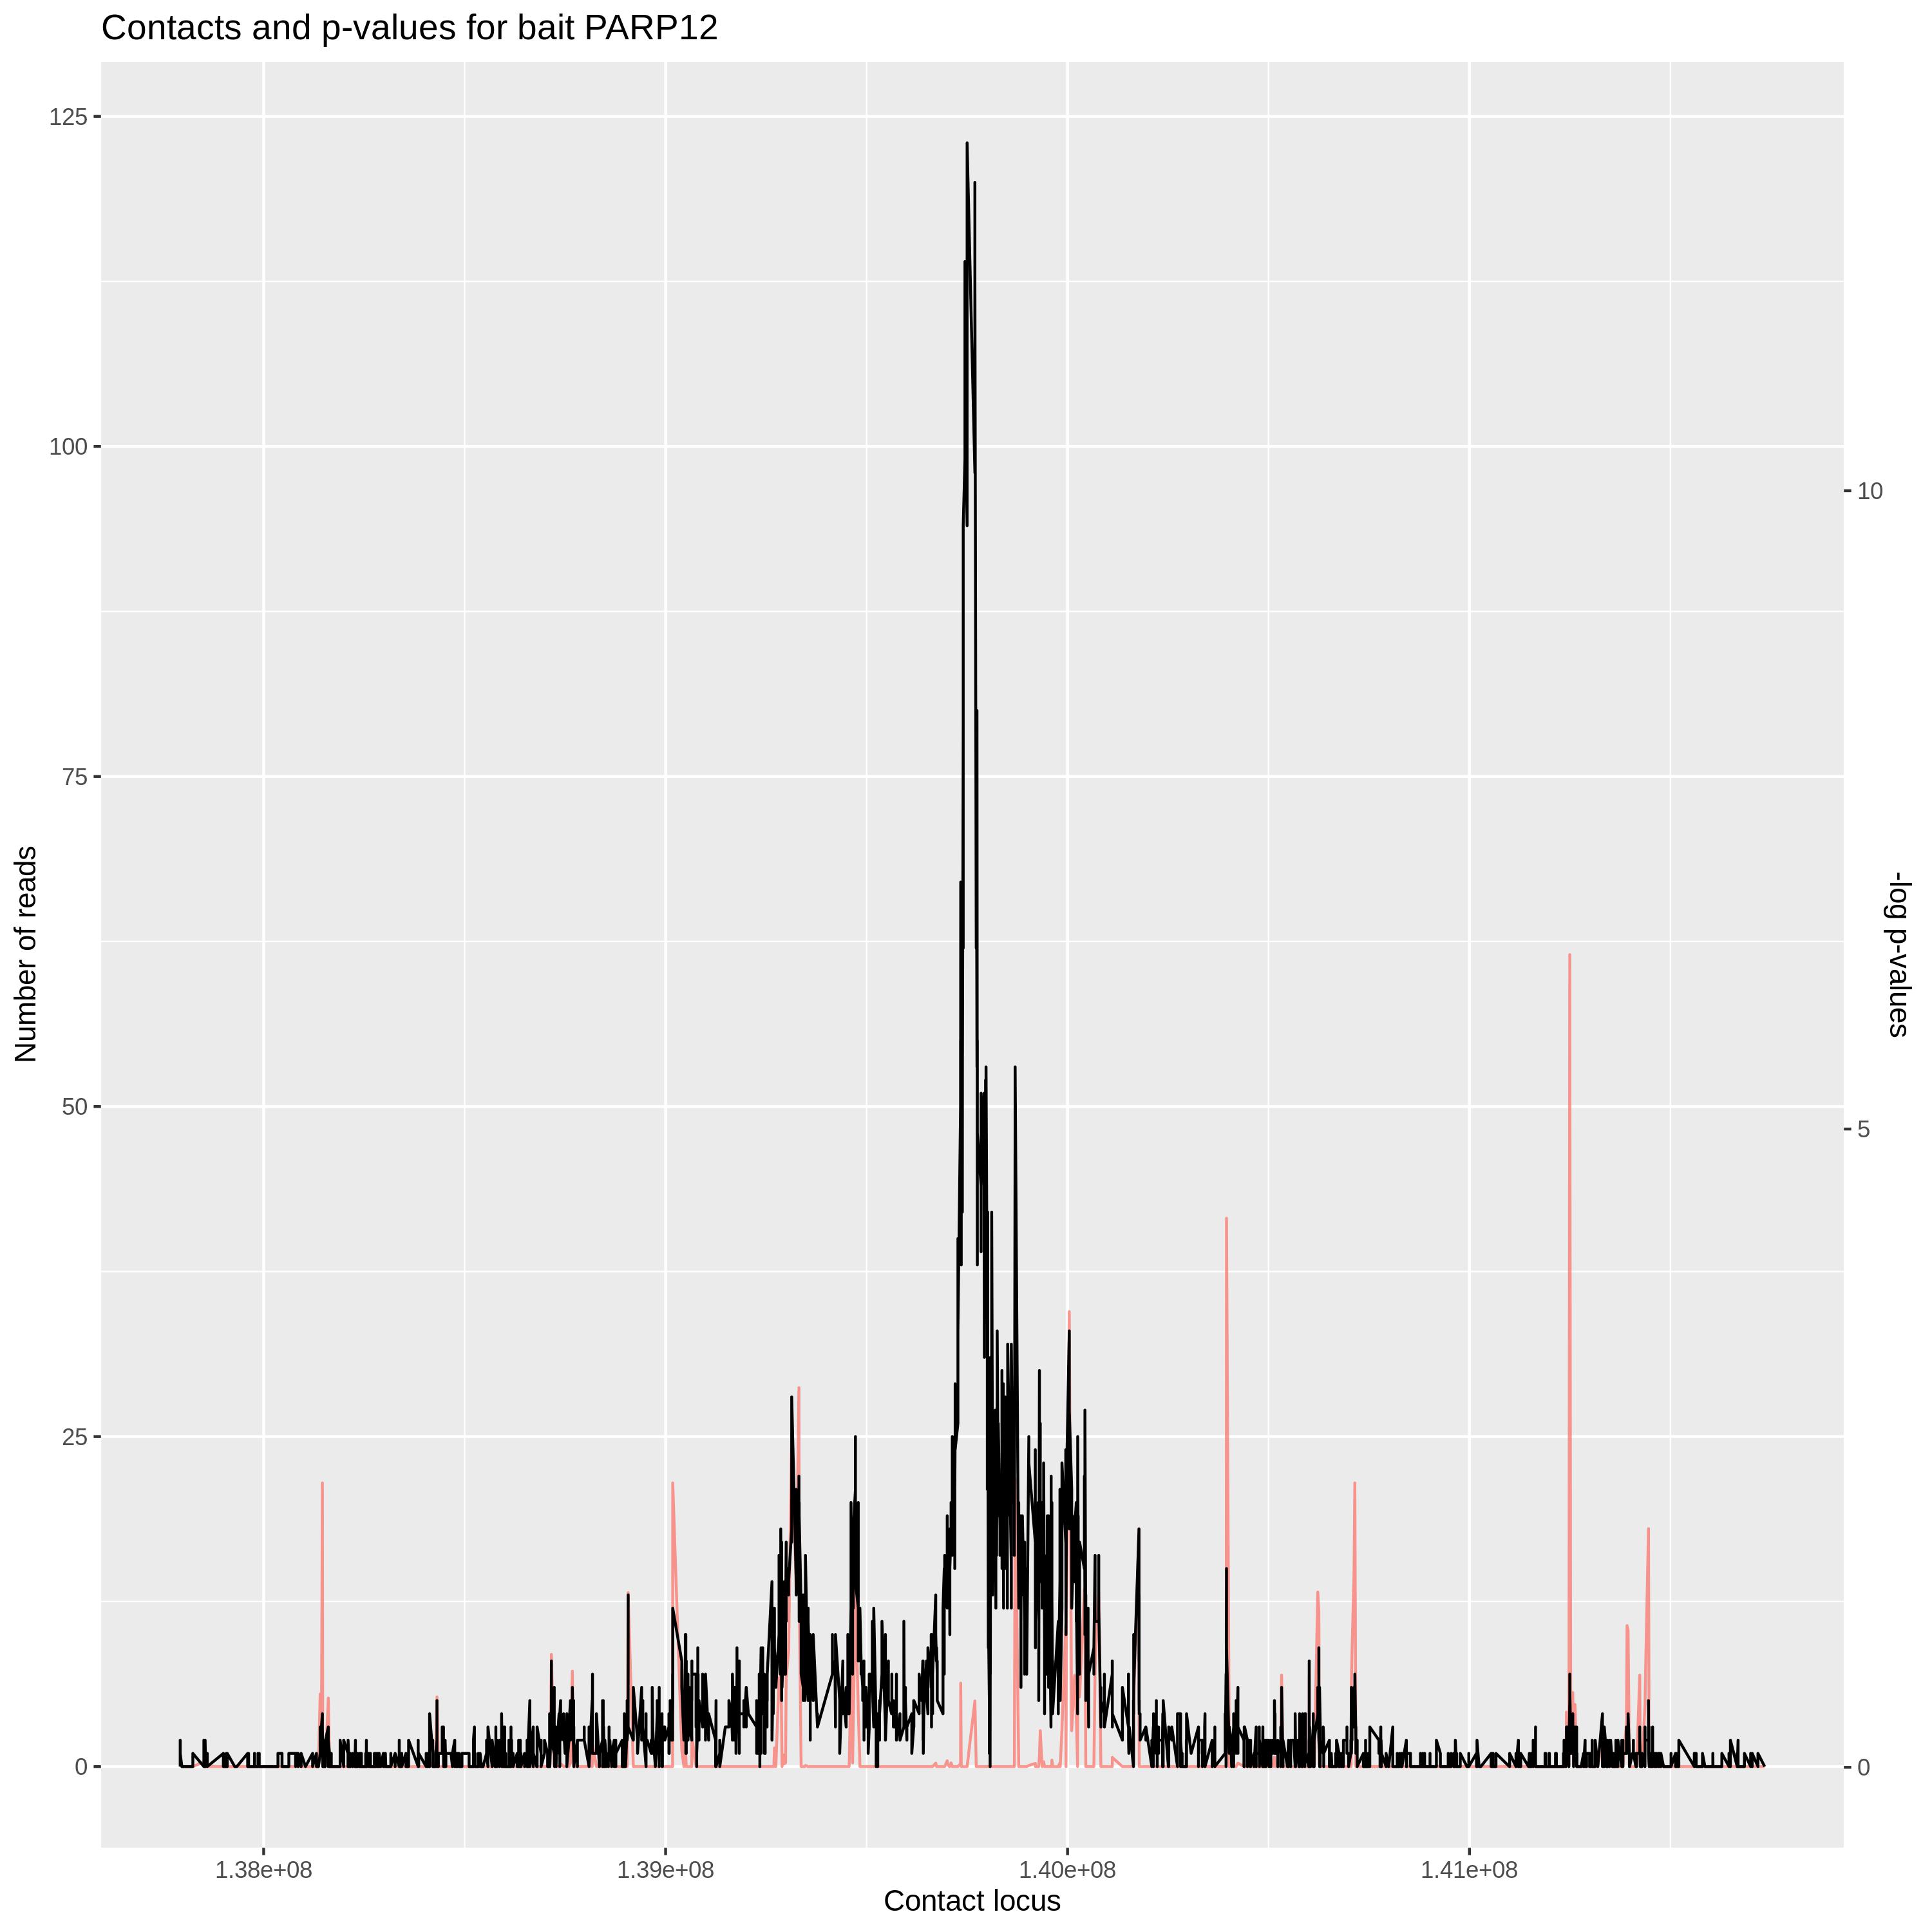 Contacts and p-values for bait PARP12
125
100
75
50
25
0
Number of reads
10
5
0
-log p-values
1.38e+08
1.39e+08
1.40e+08
1.41e+08
Contact locus